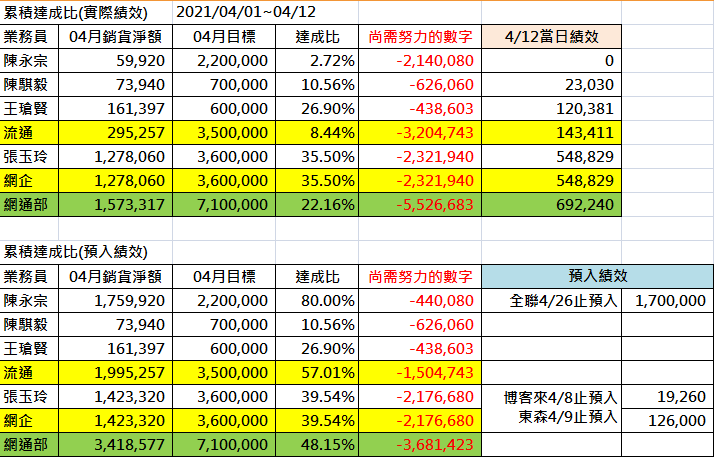 累積達成比(實際績效) 2021/04/01~04/12
業務員 04月銷貨淨額 04月目標 達成比 尚需努力的數字 4/12當日績效
陳永宗 59,920 2,200,000 2.72% -2,140,080 0
陳騏毅 73,940 700,000 10.56% -626,060 23,030
王瑲賢 161,397 600,000 26.90% -438,603 120,381
流通 295,257 3,500,000 8.44% -3,204,743 143,411
張玉玲 1,278,060 3,600,000 35.50% -2,321,940 548,829
網企 1,278,060 3,600,000 35.50% -2,321,940 548,829
網通部 1,573,317 7,100,000 22.16% -5,526,683 692,240
累積達成比(預入績效)
業務員 04月銷貨淨額 04月目標 達成比 尚需努力的數字 預入績效
陳永宗 1,759,920 2,200,000 80.00% -440,080 全聯4/26止預入 1,700,000
陳騏毅 73,940 700,000 10.56% -626,060
王瑲賢 161,397 600,000 26.90% -438,603
流通 1,995,257 3,500,000 57.01% -1,504,743
張玉玲 1,423,320 3,600,000 39.54% -2,176,680 博客來4/8止預入 19,260
網企 1,423,320 3,600,000 39.54% -2,176,680 東森4/9止預入 126,000
網通部 3,418,577 7,100,000 48.15% -3,681,423